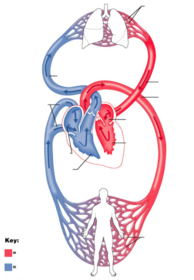 Key:
=
=